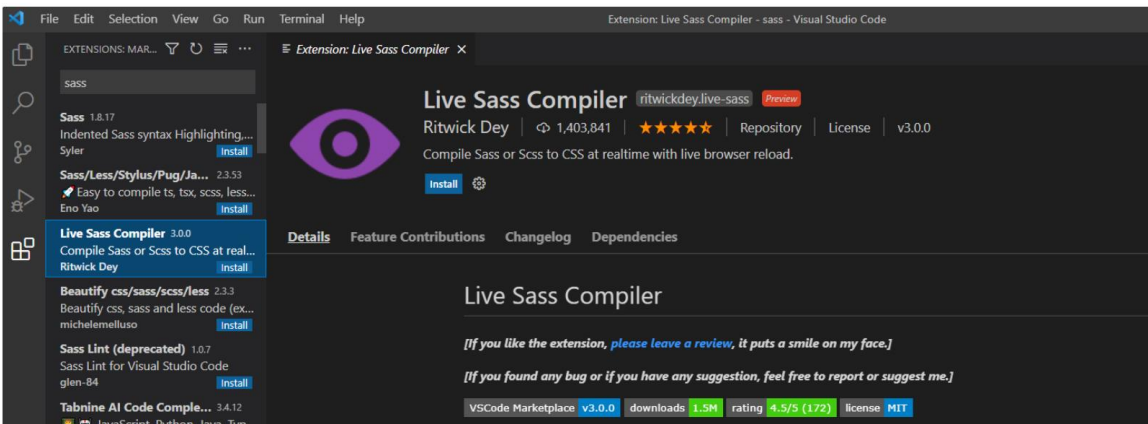 File Edit Selection View Go Run Terminal Help
Extension: Live Sass Compiler - sass - Visual Studio Code
EXTENSIONS: MAR...
sass
Sass 1.8.17
Indented Sass syntax Highlighting,...
Syler
Install
Sass/Less/Stylus/Pug/Ja... 2.3.53
🚀 Easy to compile ts, tsx, scss, less...
Eno Yao
Install
Live Sass Compiler 3.0.0
Compile Sass or Scss to CSS at real...
Ritwick Dey
Install
Beautify css/sass/scss/less 2.3.3
Beautify css, sass and less code (ex...
michelemelluso
Install
Sass Lint (deprecated) 1.0.7
Sass Lint for Visual Studio Code
glen-84
Install
Tabnine AI Code Comple... 3.4.12
JavaScript, Python, Java, Typ...
Extension: Live Sass Compiler
Live Sass Compiler ritwickdey.live-sass Preview
Ritwick Dey 1,403,841 Repository License v3.0.0
Compile Sass or Scss to CSS at realtime with live browser reload.
Install
Details Feature Contributions Changelog Dependencies
Live Sass Compiler
[If you like the extension, please leave a review, it puts a smile on my face.]
[If you found any bug or if you have any suggestion, feel free to report or suggest me.]
VSCode Marketplace v3.0.0 downloads 1.5M rating 4.5/5 (172) license MIT